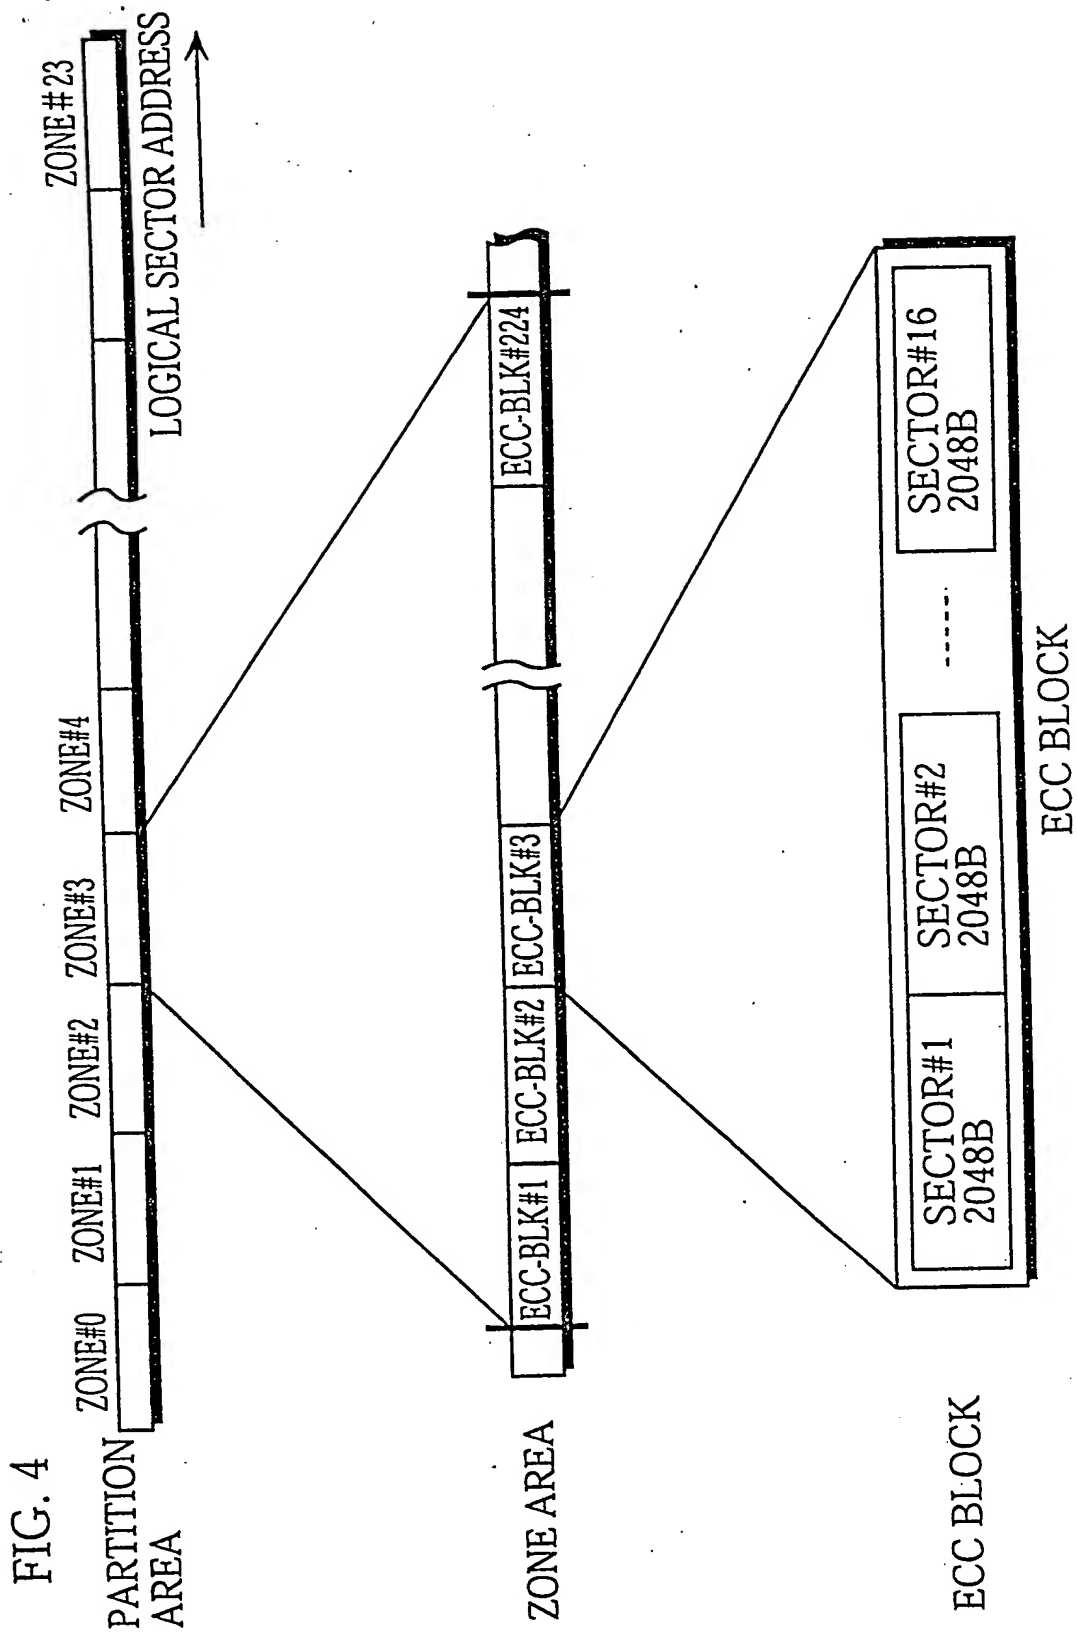 FIG. 4
PARTITION
AREA
ZONE#0
ZONE#1
ZONE#2
ZONE#3
ZONE#4
ZONE#23
LOGICAL SECTOR ADDRESS
ZONE AREA
ECC-BLK#1
ECC-BLK#2
ECC-BLK#3
ECC-BLK#224
ECC BLOCK
SECTOR#1
2048B
SECTOR#2
2048B
SECTOR#16
2048B
ECC BLOCK